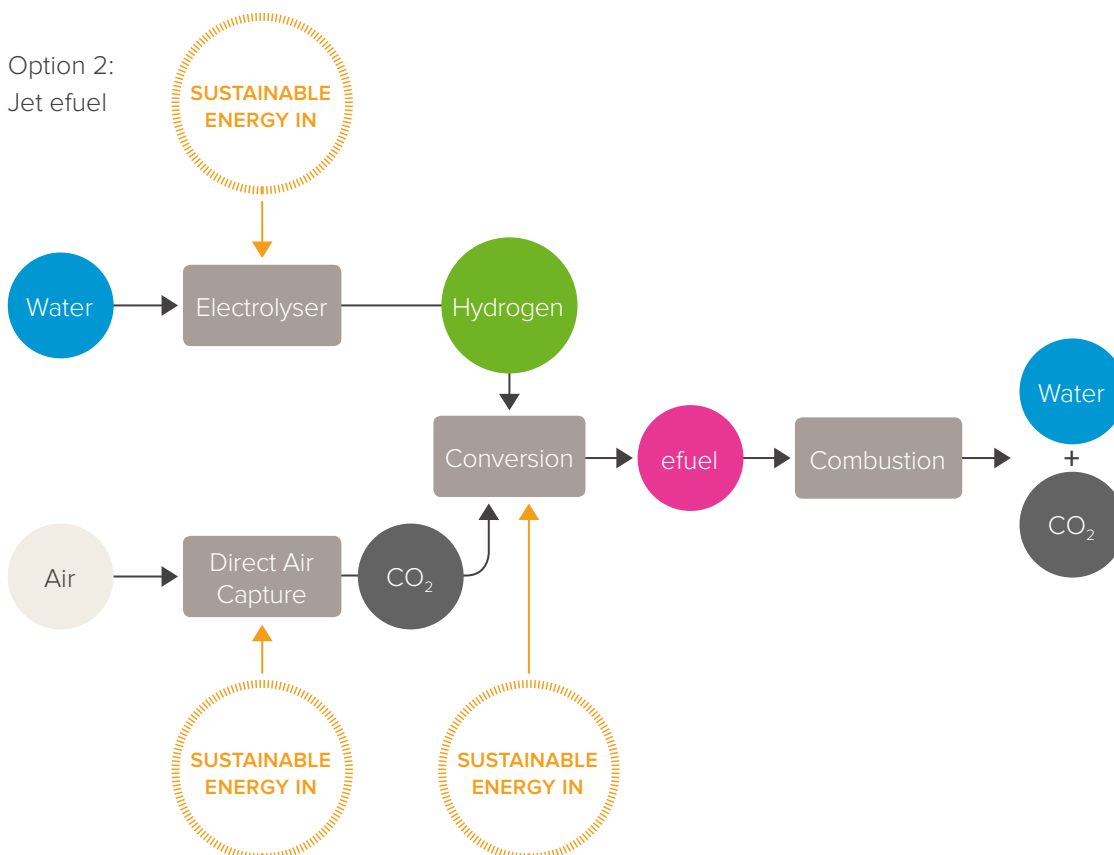 Option 2:
Jet efuel
SUSTAINABLE
ENERGY IN
Water
Electrolyser
Hydrogen
Water
Conversion
efuel
Combustion
+
CO₂
Air
Direct Air
Capture
CO₂
SUSTAINABLE
ENERGY IN
SUSTAINABLE
ENERGY IN